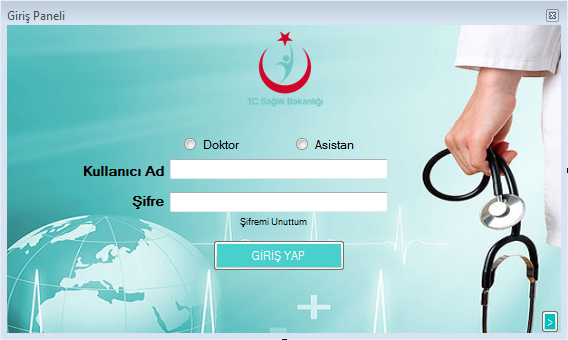 Giriş Paneli
T.C. Sağlık Bakanlığı
Doktor
Asistan
Kullanıcı Ad
Şifre
Şifremi Unuttum
GİRİŞ YAP
>